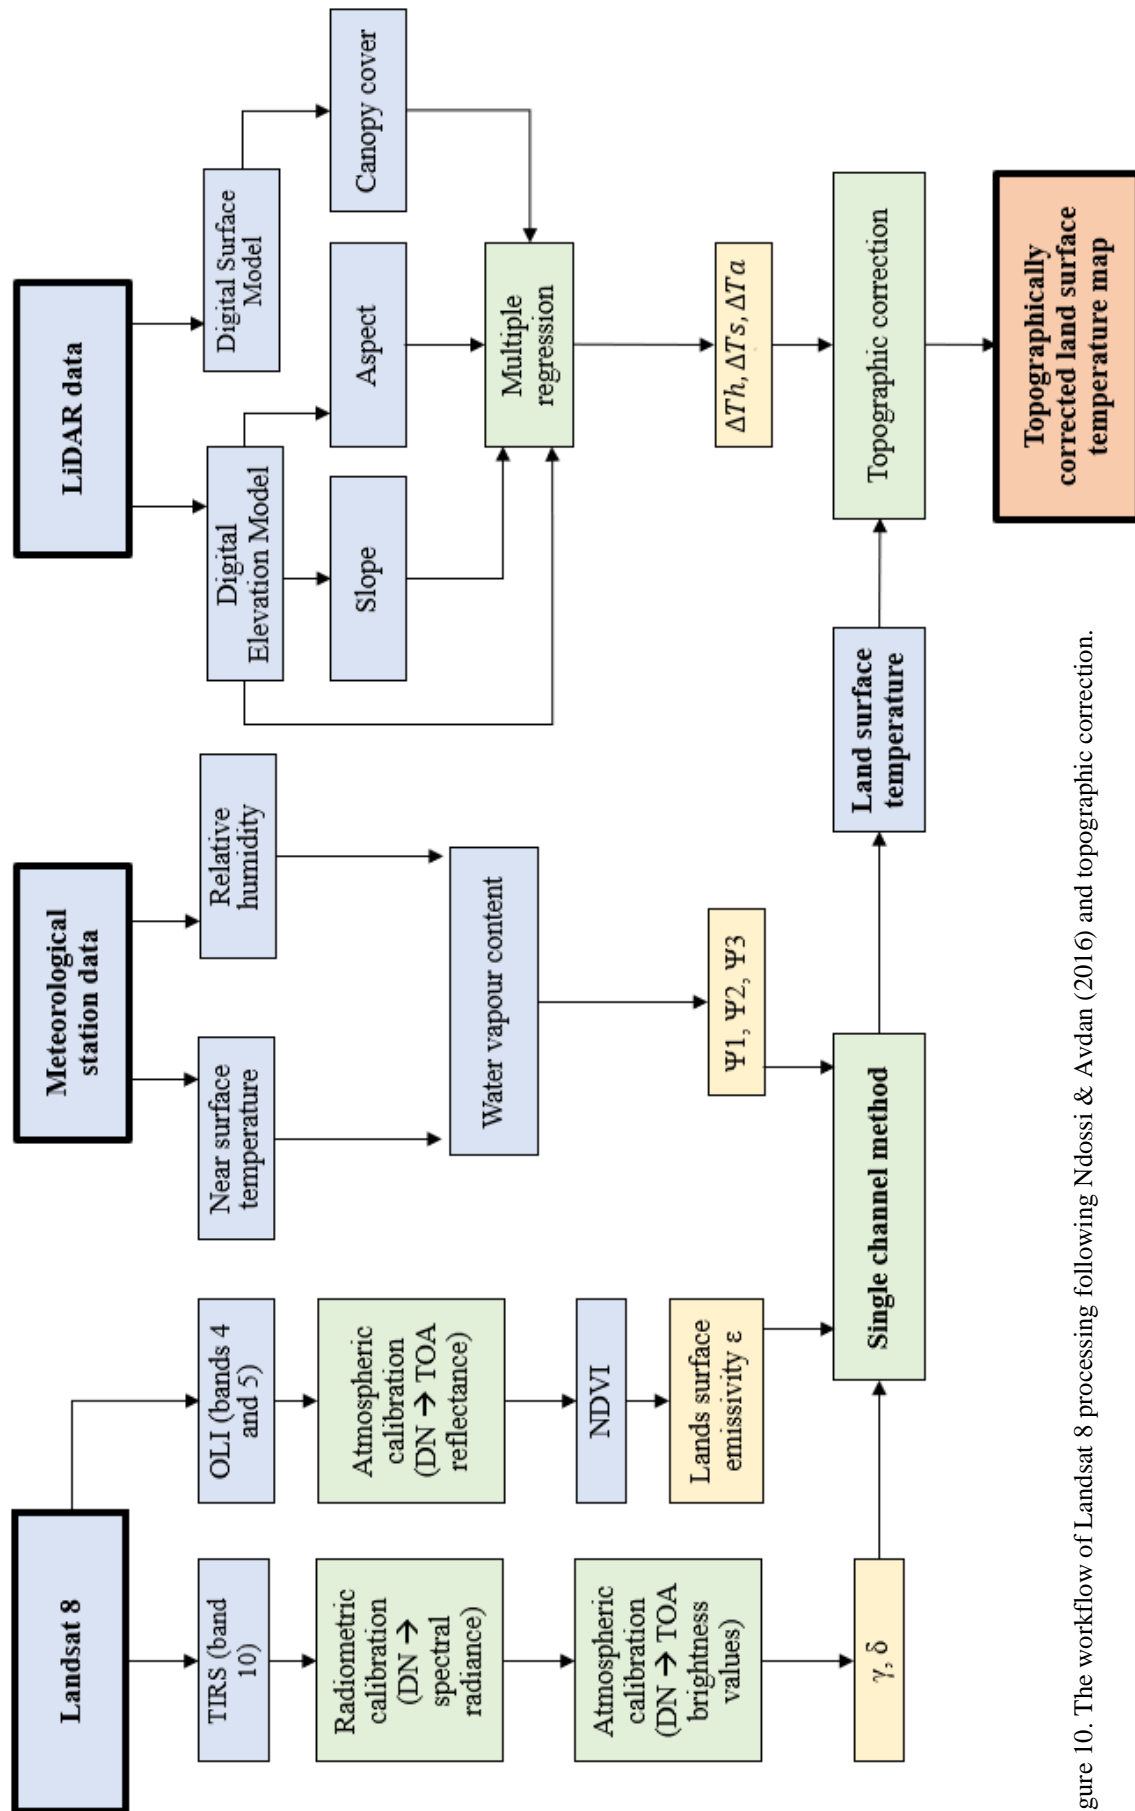 Landsat 8
TIRS (band
10)
Radiometric
calibration
(DN →
spectral
radiance)
Atmospheric
calibration
(DN → TOA
brightness
values)
γ, δ
OLI (bands 4
and 5)
Atmospheric
calibration
(DN → TOA
reflectance)
NDVI
Lands surface
emissivity ε
Single channel method
Meteorological
station data
Near surface
temperature
Relative
humidity
Water vapour content
Ψ1, Ψ2, Ψ3
Land surface
temperature
LiDAR data
Digital
Elevation Model
Digital Surface
Model
Slope
Aspect
Canopy cover
Multiple
regression
ΔTh, ΔTs, ΔTa
Topographic correction
Topographically
corrected land surface
temperature map
gure 10. The workflow of Landsat 8 processing following Ndossi & Avdan (2016) and topographic correction.